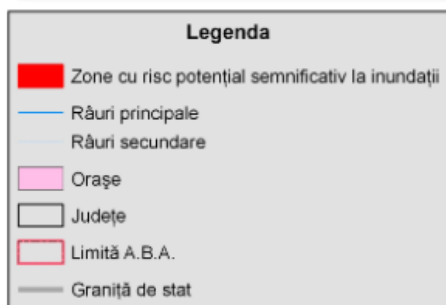 Legenda
Zone cu risc potențial semnificativ la inundații
Râuri principale
Râuri secundare
Orașe
Județe
Limită A.B.A.
Graniță de stat